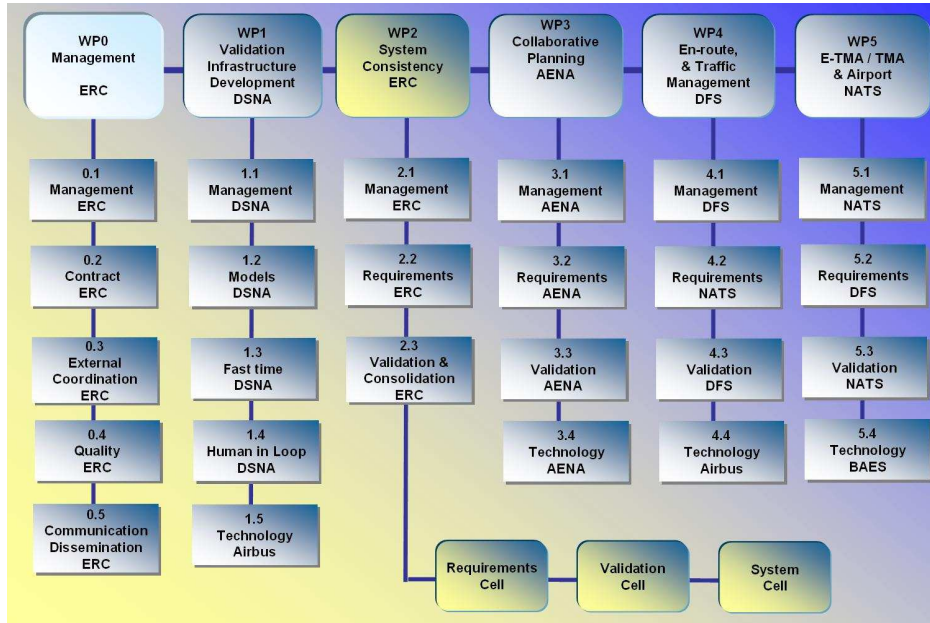 WP0
Management
ERC
WP1
Validation
Infrastructure
Development
DSNA
WP2
System
Consistency
ERC
WP3
Collaborative
Planning
AENA
WP4
En-route,
& Traffic
Management
DFS
WP5
E-TMA / TMA
& Airport
NATS
0.1
Management
ERC
0.2
Contract
ERC
0.3
External
Coordination
ERC
0.4
Quality
ERC
0.5
Communication
Dissemination
ERC
1.1
Management
DSNA
1.2
Models
DSNA
1.3
Fast time
DSNA
1.4
Human in Loop
DSNA
1.5
Technology
Airbus
2.1
Management
ERC
2.2
Requirements
ERC
2.3
Validation &
Consolidation
ERC
3.1
Management
AENA
3.2
Requirements
AENA
3.3
Validation
AENA
3.4
Technology
AENA
4.1
Management
DFS
4.2
Requirements
NATS
4.3
Validation
DFS
4.4
Technology
Airbus
5.1
Management
NATS
5.2
Requirements
DFS
5.3
Validation
NATS
5.4
Technology
BAES
Requirements
Cell
Validation
Cell
System
Cell